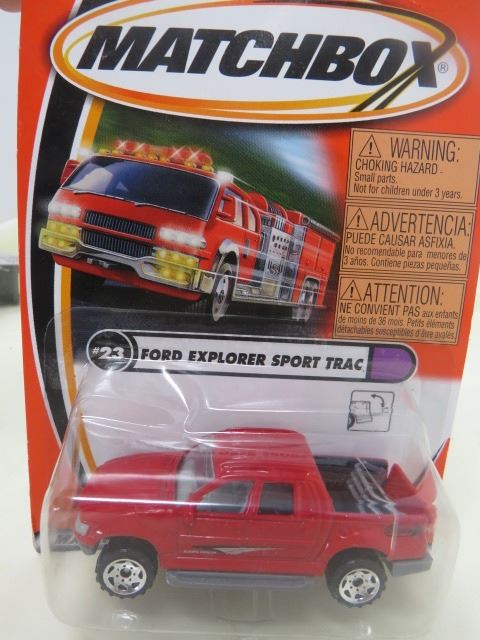 MATCHBOX®
WARNING:
CHOKING HAZARD -
Small parts.
Not for children under 3 years.
ADVERTENCIA:
PUEDE CAUSAR ASFIXIA.
No recomendable para menores de
3 años. Contiene piezas pequeñas.
ATTENTION:
NE CONVIENT PAS aux enfants
de moins de 36 mois. Petits éléments
détachables susceptibles d'être avalés.
#23 FORD EXPLORER SPORT TRAC